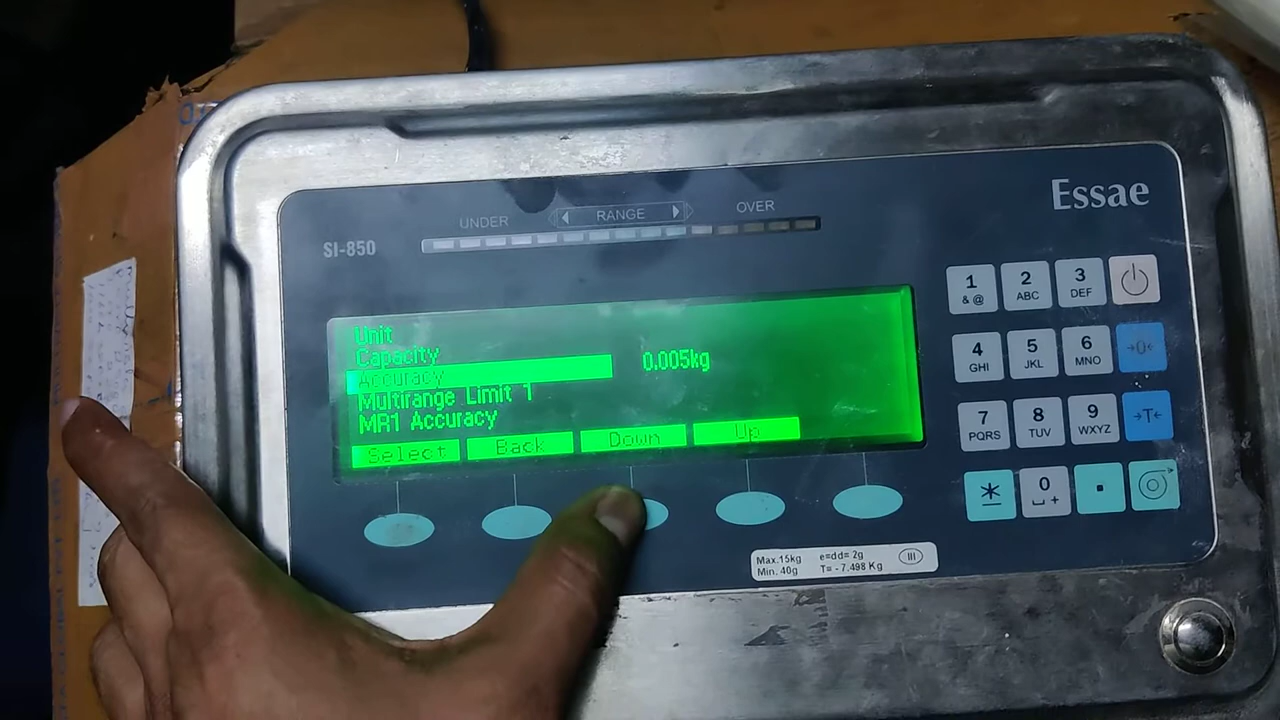 Essae
UNDER RANGE OVER
SI-850
Unit
Capacity
Accuracy 0.005kg
Multirange Limit 1
MR1 Accuracy
Select Back Down Up
1 & @
2 ABC
3 DEF
4 GHI
5 JKL
6 MNO
→0←
7 PQRS
8 TUV
9 WXYZ
→T←
*
0 +
.
Max.15kg e=dd= 2g III
Min. 40g T= - 7.498 Kg